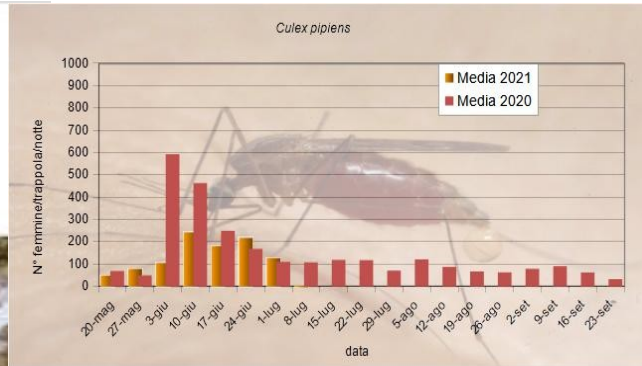 Culex pipiens
1000
900
800
700
600
500
400
300
200
100
0
N° femmine/trappola/notte
Media 2021
Media 2020
20-mag
27-mag
3-giu
10-giu
17-giu
24-giu
1-lug
8-lug
15-lug
22-lug
29-lug
5-ago
12-ago
19-ago
26-ago
2-set
9-set
16-set
23-set
data